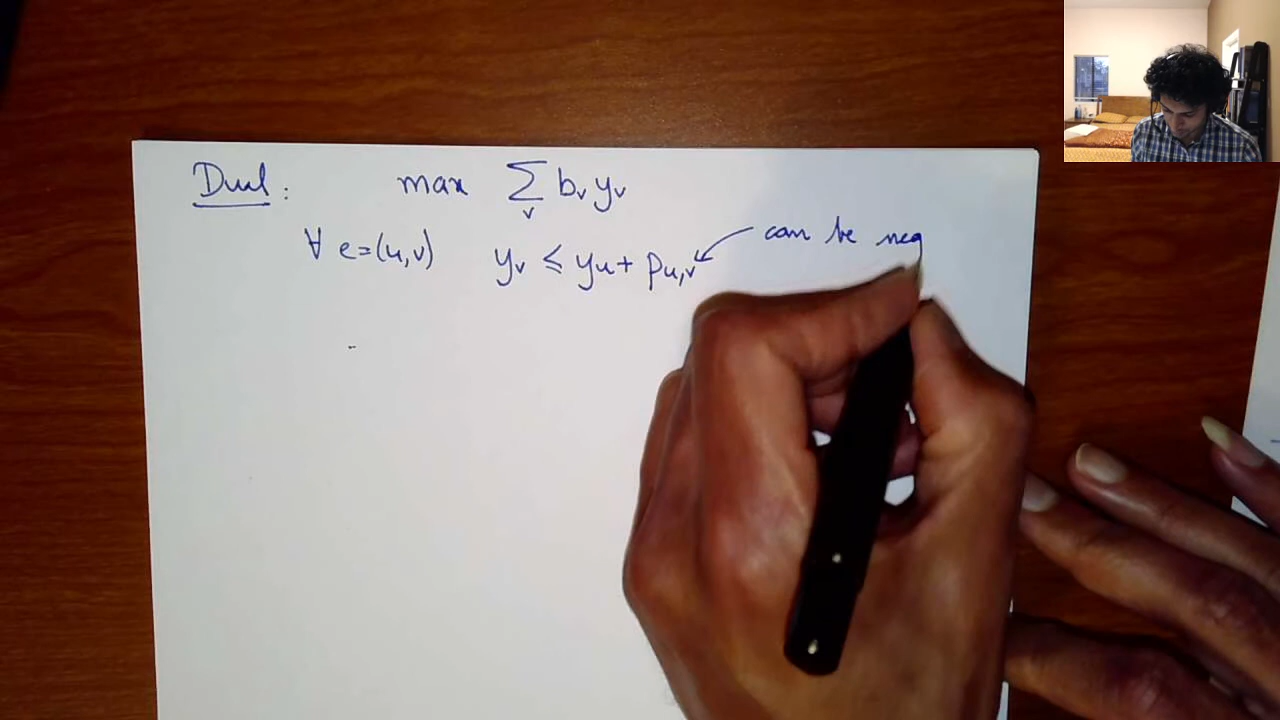 Dual: max ∑_v b_v y_v
∀ e=(u,v) y_v ≤ y_u + p_{u,v} can be neg